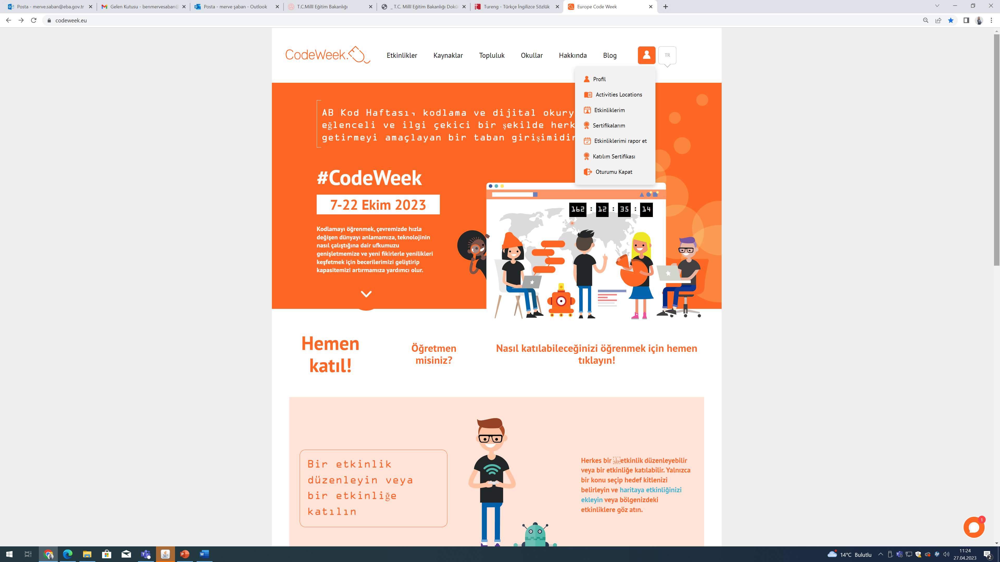 Posta - merve.saban@eba.gov.tr
Gelen Kutusu - benmervesaban@
Posta - merve şaban - Outlook
T.C.Millî Eğitim Bakanlığı
_ T.C. Millî Eğitim Bakanlığı Dokü
Tureng - Türkçe İngilizce Sözlük
Europe Code Week
codeweek.eu
CodeWeek.
Etkinlikler
Kaynaklar
Topluluk
Okullar
Hakkında
Blog
TR
Profil
Activities Locations
Etkinliklerim
Sertifikalarım
Etkinliklerimi rapor et
Katılım Sertifikası
Oturumu Kapat
AB Kod Haftası, kodlama ve dijital okury
eğlenceli ve ilgi çekici bir şekilde herk
getirmeyi amaçlayan bir taban girişimidir
#CodeWeek
7-22 Ekim 2023
162 : 12 : 35 : 14
Kodlamayı öğrenmek, çevremizde hızla
değişen dünyayı anlamamıza, teknolojinin
nasıl çalıştığına dair ufkumuzu
genişletmemize ve yeni fikirlerle yenilikleri
keşfetmek için becerilerimizi geliştirip
kapasitemizi artırmamıza yardımcı olur.
Hemen
katıl!
Öğretmen
misiniz?
Nasıl katılabileceğinizi öğrenmek için hemen
tıklayın!
Bir etkinlik
düzenleyin veya
bir etkinliğe
katılın
Herkes bir etkinlik düzenleyebilir
veya bir etkinliğe katılabilir. Yalnızca
bir konu seçip hedef kitlenizi
belirleyin ve haritaya etkinliğinizi
ekleyin veya bölgenizdeki
etkinliklere göz atın.
1
14°C Bulutlu
11:24
27.04.2023
2